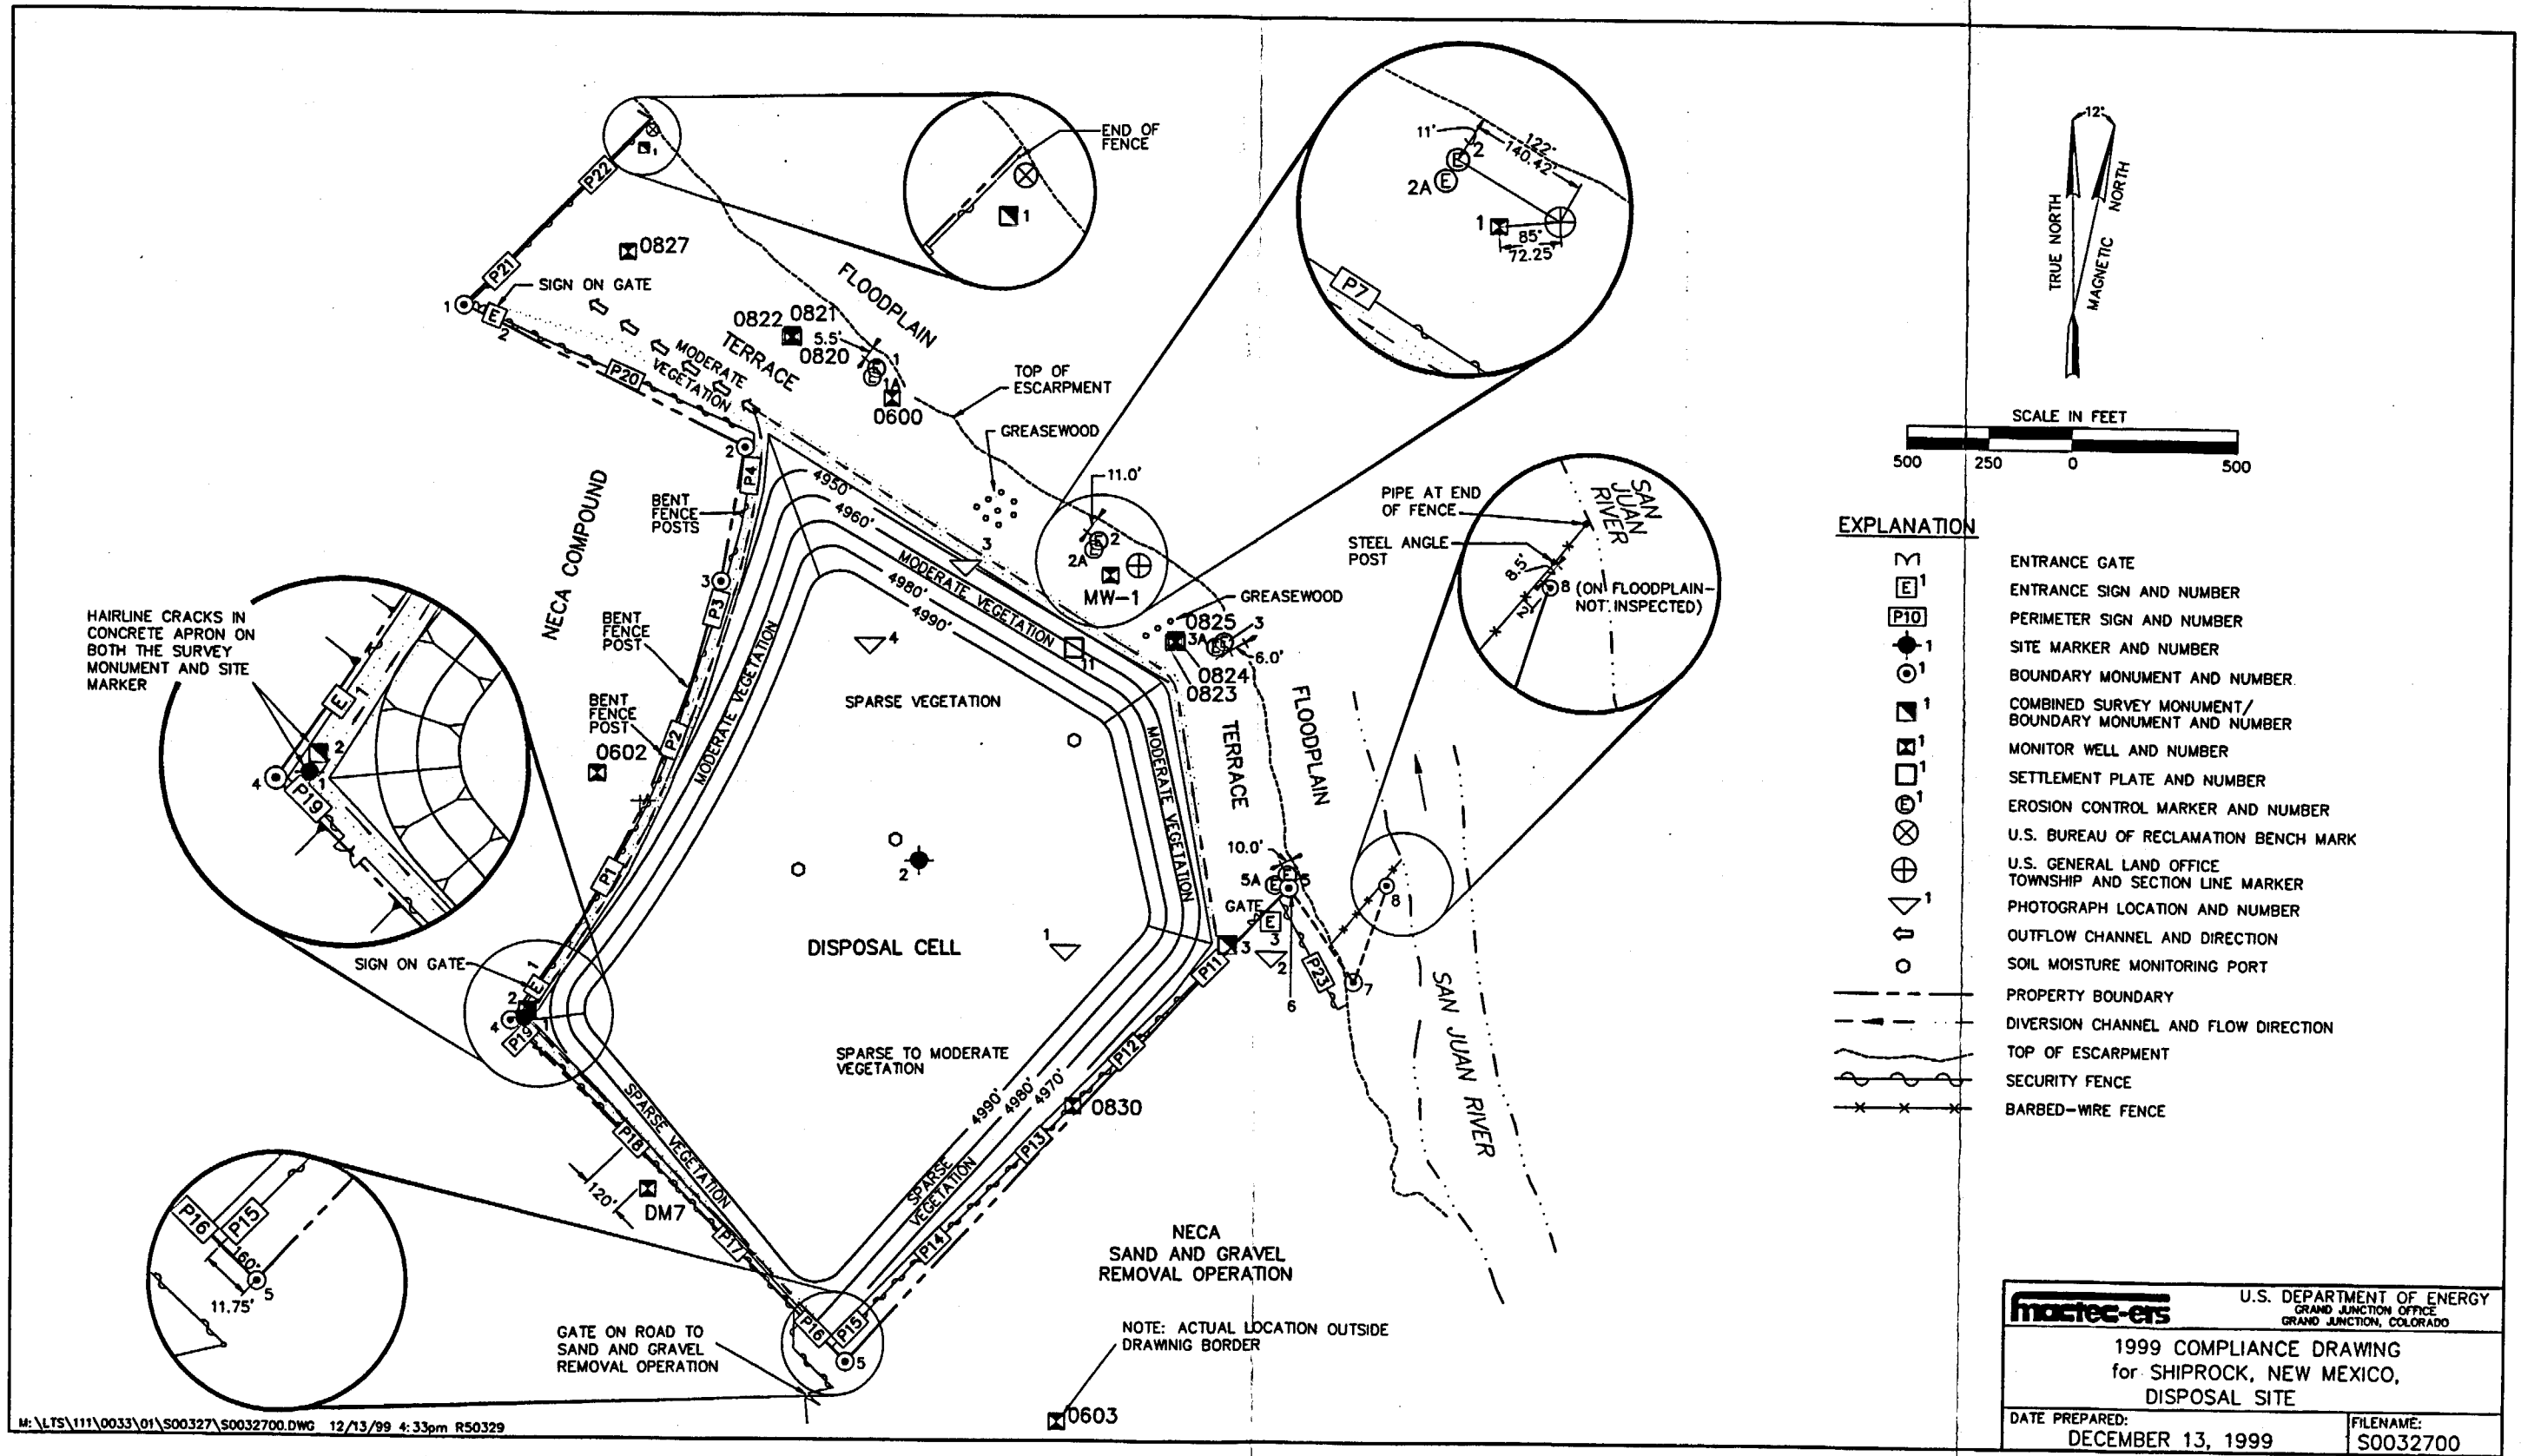 END OF
FENCE
P22
1
1
0827
P21
SIGN ON GATE
1
E
2
FLOODPLAIN
0822
0821
5.5'
0820
TERRACE
MODERATE
VEGETATION
P20
1
E
E
1A
0600
TOP OF
ESCARPMENT
GREASEWOOD
11'
122°
140.42'
E
2
2A
E
1
85°
72.25'
P7
12°
TRUE NORTH
MAGNETIC NORTH
SCALE IN FEET
500
250
0
500
2
P4
BENT
FENCE
POSTS
NECA COMPOUND
4950'
4960'
4980'
4990'
MODERATE VEGETATION
3
11.0'
E
2
2A
E
MW-1
PIPE AT END
OF FENCE
STEEL ANGLE
POST
SAN
JUAN
RIVER
8.5'
2'
8 (ON FLOODPLAIN-
NOT INSPECTED)
3
P3
BENT
FENCE
POST
BENT
FENCE
POST
P2
0602
MODERATE VEGETATION
4
11
SPARSE VEGETATION
GREASEWOOD
0825
3A
E
E
3
6.0'
0824
0823
TERRACE
FLOODPLAIN
MODERATE VEGETATION
HAIRLINE CRACKS IN
CONCRETE APRON ON
BOTH THE SURVEY
MONUMENT AND SITE
MARKER
E
1
2
4
1
P19
P1
2
10.0'
5A
E
E
5
GATE
E
3
3
2
6
7
8
P23
P11
1
DISPOSAL CELL
SIGN ON GATE
1
E
2
4
1
P19
SPARSE TO MODERATE
VEGETATION
SAN JUAN RIVER
P12
P13
0830
4990'
4980'
4970'
SPARSE VEGETATION
P18
120'
DM7
P17
SPARSE
VEGETATION
P14
P16
P15
160°
11.75'
5
P16
P15
5
NECA
SAND AND GRAVEL
REMOVAL OPERATION
GATE ON ROAD TO
SAND AND GRAVEL
REMOVAL OPERATION
NOTE: ACTUAL LOCATION OUTSIDE
DRAWNIG BORDER
0603
EXPLANATION
ENTRANCE GATE
E 1 ENTRANCE SIGN AND NUMBER
P10 PERIMETER SIGN AND NUMBER
1 SITE MARKER AND NUMBER
1 BOUNDARY MONUMENT AND NUMBER
1 COMBINED SURVEY MONUMENT/
BOUNDARY MONUMENT AND NUMBER
1 MONITOR WELL AND NUMBER
1 SETTLEMENT PLATE AND NUMBER
E 1 EROSION CONTROL MARKER AND NUMBER
U.S. BUREAU OF RECLAMATION BENCH MARK
U.S. GENERAL LAND OFFICE
TOWNSHIP AND SECTION LINE MARKER
1 PHOTOGRAPH LOCATION AND NUMBER
OUTFLOW CHANNEL AND DIRECTION
SOIL MOISTURE MONITORING PORT
PROPERTY BOUNDARY
DIVERSION CHANNEL AND FLOW DIRECTION
TOP OF ESCARPMENT
SECURITY FENCE
BARBED-WIRE FENCE
mactec-ers
U.S. DEPARTMENT OF ENERGY
GRAND JUNCTION OFFICE
GRAND JUNCTION, COLORADO
1999 COMPLIANCE DRAWING
for SHIPROCK, NEW MEXICO,
DISPOSAL SITE
DATE PREPARED:
DECEMBER 13, 1999
FILENAME:
S0032700
M:\LTS\111\0033\01\S00327\S0032700.DWG 12/13/99 4:33pm R50329